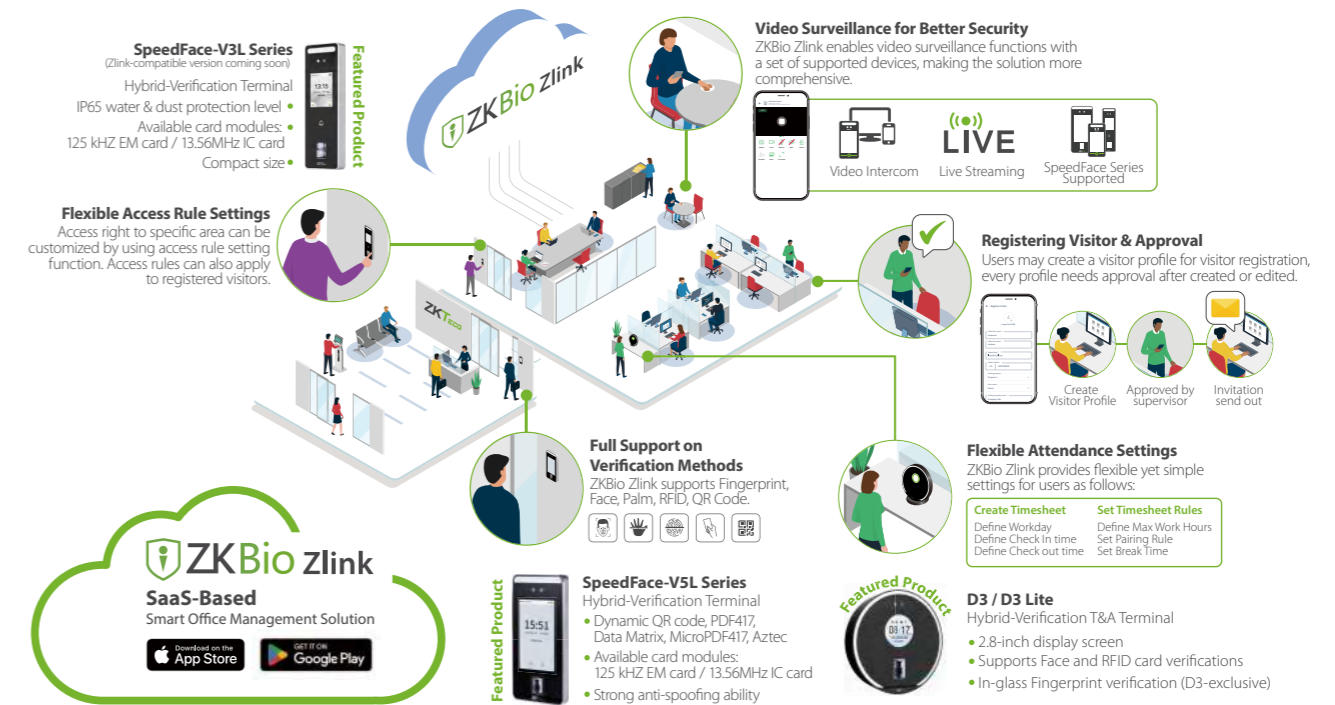 SpeedFace-V3L Series
(Zlink-compatible version coming soon)
Hybrid-Verification Terminal
IP65 water & dust protection level •
Available card modules: •
125 kHZ EM card / 13.56MHz IC card
Compact size •
Featured Product
13:15
ZKBio Zlink
Video Surveillance for Better Security
ZKBio Zlink enables video surveillance functions with
a set of supported devices, making the solution more
comprehensive.
Video Intercom
LIVE
Live Streaming
SpeedFace Series
Supported
Flexible Access Rule Settings
Access right to specific area can be
customized by using access rule setting
function. Access rules can also apply
to registered visitors.
Registering Visitor & Approval
Users may create a visitor profile for visitor registration,
every profile needs approval after created or edited.
Create
Visitor Profile
Approved by
supervisor
Invitation
send out
ZKTECO
Full Support on
Verification Methods
ZKBio Zlink supports Fingerprint,
Face, Palm, RFID, QR Code.
Flexible Attendance Settings
ZKBio Zlink provides flexible yet simple
settings for users as follows:
Create Timesheet
Define Workday
Define Check In time
Define Check out time
Set Timesheet Rules
Define Max Work Hours
Set Pairing Rule
Set Break Time
ZKBio Zlink
SaaS-Based
Smart Office Management Solution
Download on the
App Store
GET IT ON
Google Play
Featured Product
15:51
SpeedFace-V5L Series
Hybrid-Verification Terminal
• Dynamic QR code, PDF417,
Data Matrix, MicroPDF417, Aztec
• Available card modules:
125 kHZ EM card / 13.56MHz IC card
• Strong anti-spoofing ability
Featured Product
08:17
D3 / D3 Lite
Hybrid-Verification T&A Terminal
• 2.8-inch display screen
• Supports Face and RFID card verifications
• In-glass Fingerprint verification (D3-exclusive)